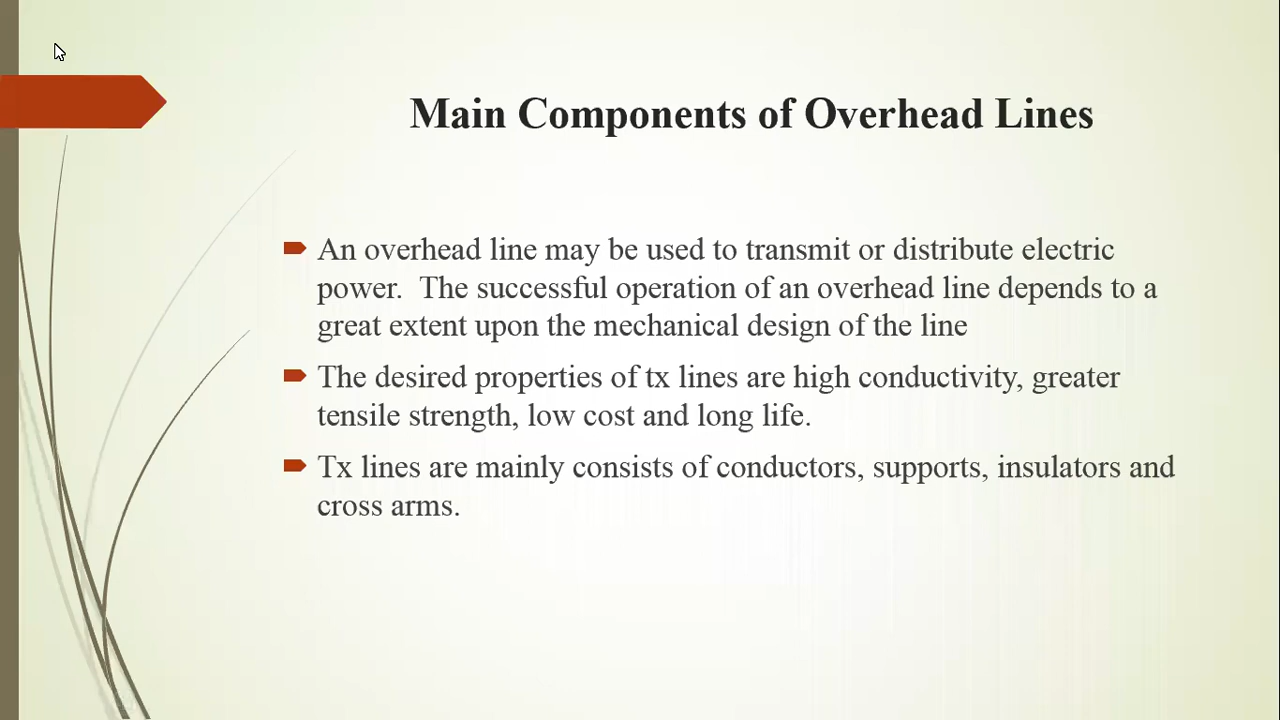 Main Components of Overhead Lines
An overhead line may be used to transmit or distribute electric
power.  The successful operation of an overhead line depends to a
great extent upon the mechanical design of the line
The desired properties of tx lines are high conductivity, greater
tensile strength, low cost and long life.
Tx lines are mainly consists of conductors, supports, insulators and
cross arms.